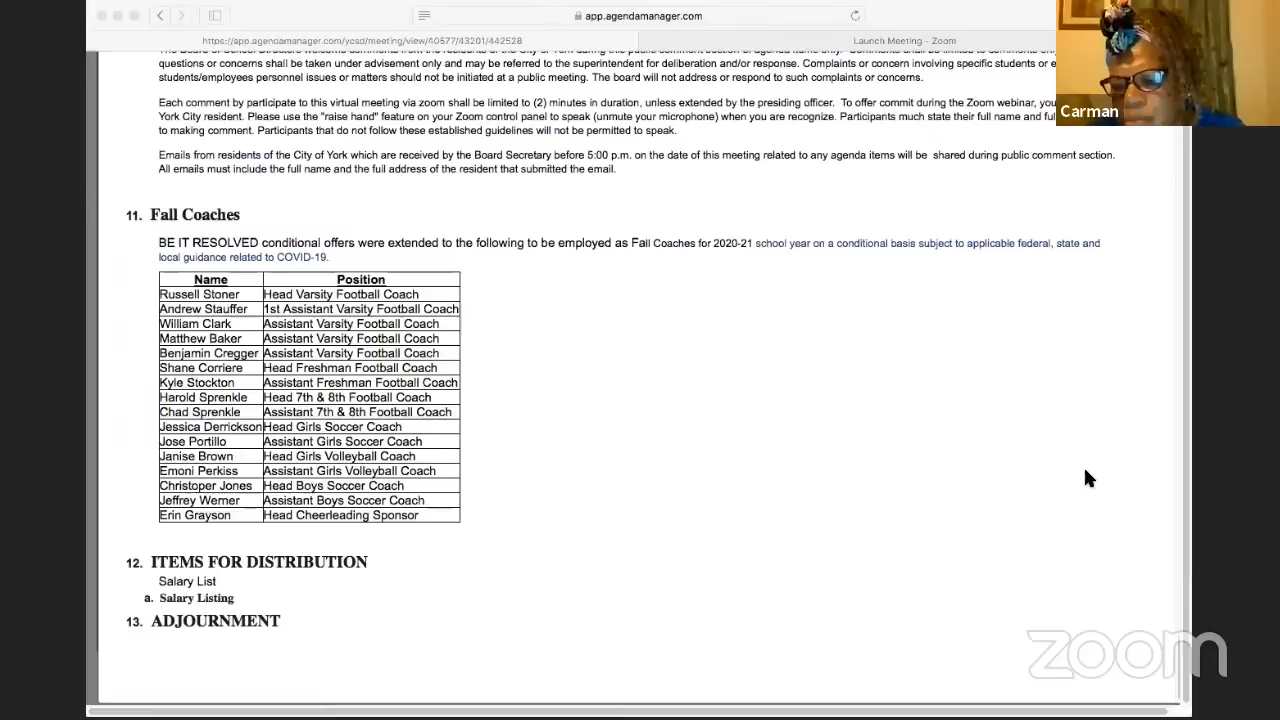 app.agendamanager.com
https://app.agendamanager.com/ycsd/meeting/view/40577/43201/442528
Launch Meeting - Zoom
questions or concerns shall be taken under advisement only and may be referred to the superintendent for deliberation and/or response. Complaints or concern involving specific students or e
students/employees personnel issues or matters should not be initiated at a public meeting. The board will not address or respond to such complaints or concerns.
Each comment by participate to this virtual meeting via zoom shall be limited to (2) minutes in duration, unless extended by the presiding officer. To offer commit during the Zoom webinar, you
York City resident. Please use the "raise hand" feature on your Zoom control panel to speak (unmute your microphone) when you are recognize. Participants much state their full name and ful
to making comment. Participants that do not follow these established guidelines will not be permitted to speak.
Carman
Emails from residents of the City of York which are received by the Board Secretary before 5:00 p.m. on the date of this meeting related to any agenda items will be shared during public comment section.
All emails must include the full name and the full address of the resident that submitted the email.
11. Fall Coaches
BE IT RESOLVED conditional offers were extended to the following to be employed as Fall Coaches for 2020-21 school year on a conditional basis subject to applicable federal, state and
local guidance related to COVID-19.
Name Position
Russell Stoner Head Varsity Football Coach
Andrew Stauffer 1st Assistant Varsity Football Coach
William Clark Assistant Varsity Football Coach
Matthew Baker Assistant Varsity Football Coach
Benjamin Cregger Assistant Varsity Football Coach
Shane Corriere Head Freshman Football Coach
Kyle Stockton Assistant Freshman Football Coach
Harold Sprenkle Head 7th & 8th Football Coach
Chad Sprenkle Assistant 7th & 8th Football Coach
Jessica Derrickson Head Girls Soccer Coach
Jose Portillo Assistant Girls Soccer Coach
Janise Brown Head Girls Volleyball Coach
Emoni Perkiss Assistant Girls Volleyball Coach
Christoper Jones Head Boys Soccer Coach
Jeffrey Werner Assistant Boys Soccer Coach
Erin Grayson Head Cheerleading Sponsor
12. ITEMS FOR DISTRIBUTION
Salary List
a. Salary Listing
13. ADJOURNMENT
zoom